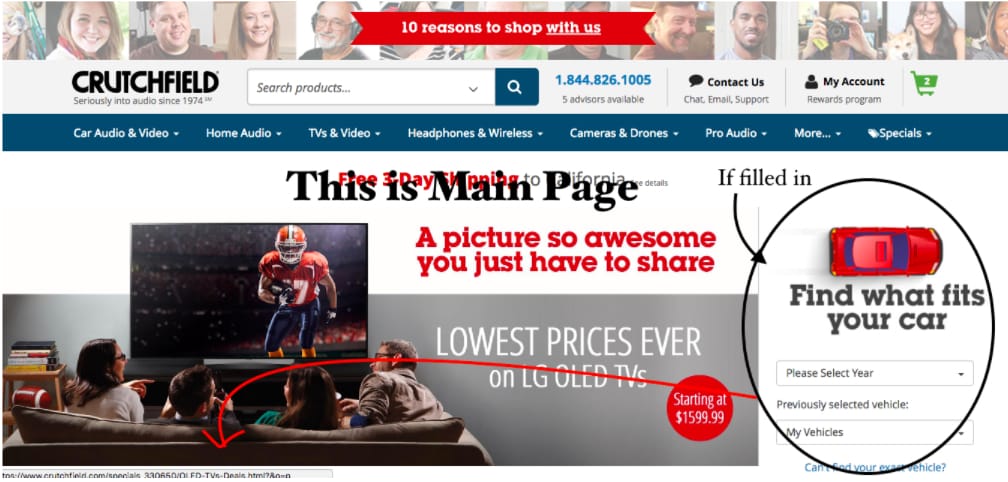 10 reasons to shop with us
CRUTCHFIELD
Seriously into audio since 1974 SM
Search products...
1.844.826.1005
5 advisors available
Contact Us
Chat, Email, Support
My Account
Rewards program
2
Car Audio & Video
Home Audio
TVs & Video
Headphones & Wireless
Cameras & Drones
Pro Audio
More...
Specials
Free 3-Day Shipping to California See details
This is Main Page
If filled in
A picture so awesome
you just have to share
LOWEST PRICES EVER
on LG OLED TVs
Starting at
$1599.99
Find what fits
your car
Please Select Year
Previously selected vehicle:
My Vehicles
Can't find your exact vehicle?
tps://www.crutchfield.com/specials_330650/OLED-TVs-Deals.html?&o=p